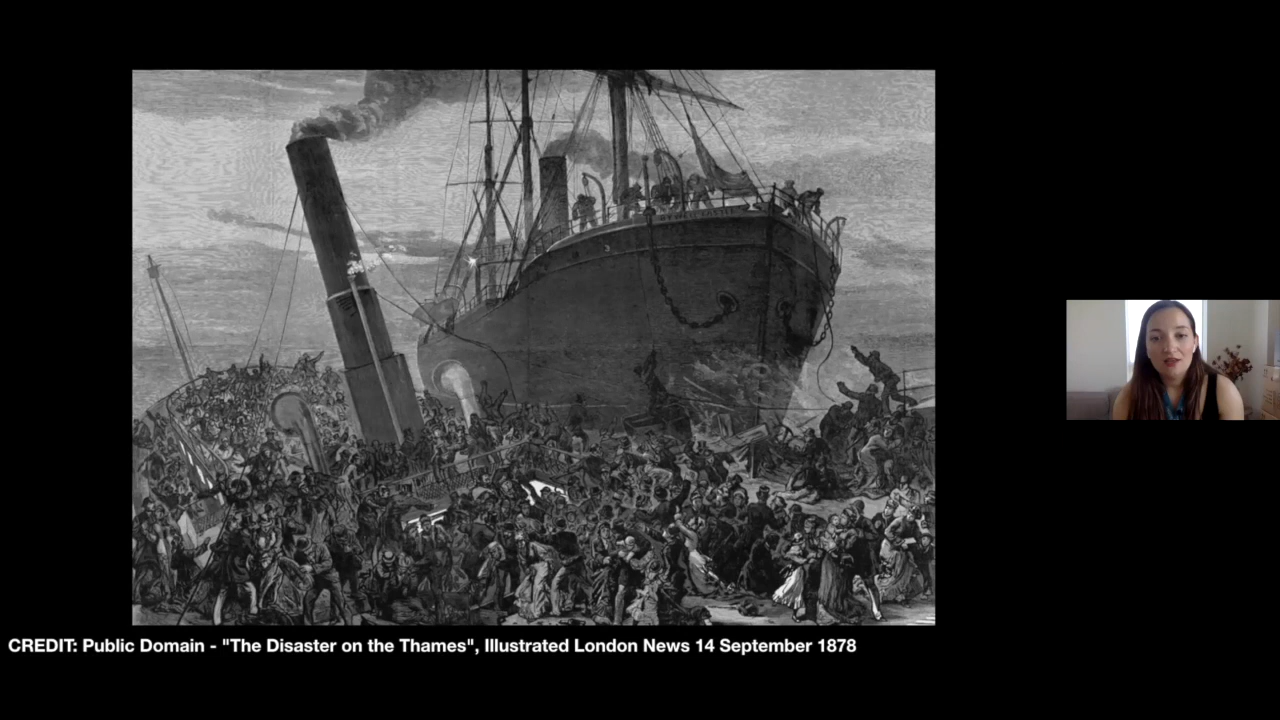 CREDIT: Public Domain - "The Disaster on the Thames", Illustrated London News 14 September 1878